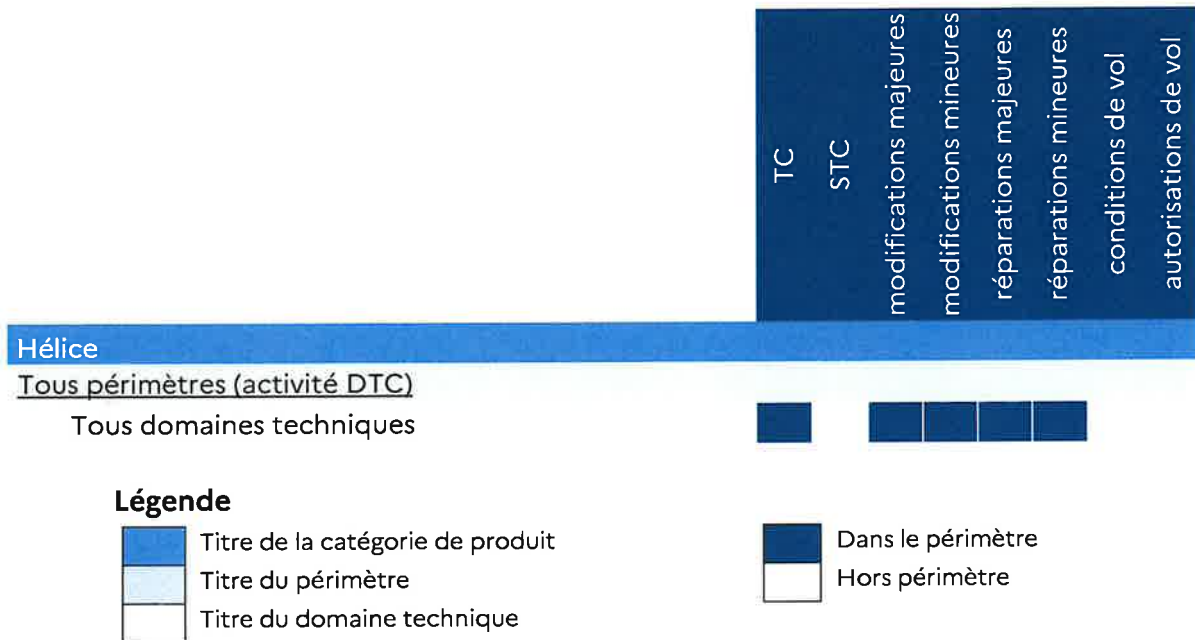 TC
STC
modifications majeures
modifications mineures
réparations majeures
réparations mineures
conditions de vol
autorisations de vol
Hélice
Tous périmètres (activité DTC)
Tous domaines techniques
Légende
Titre de la catégorie de produit
Titre du périmètre
Titre du domaine technique
Dans le périmètre
Hors périmètre